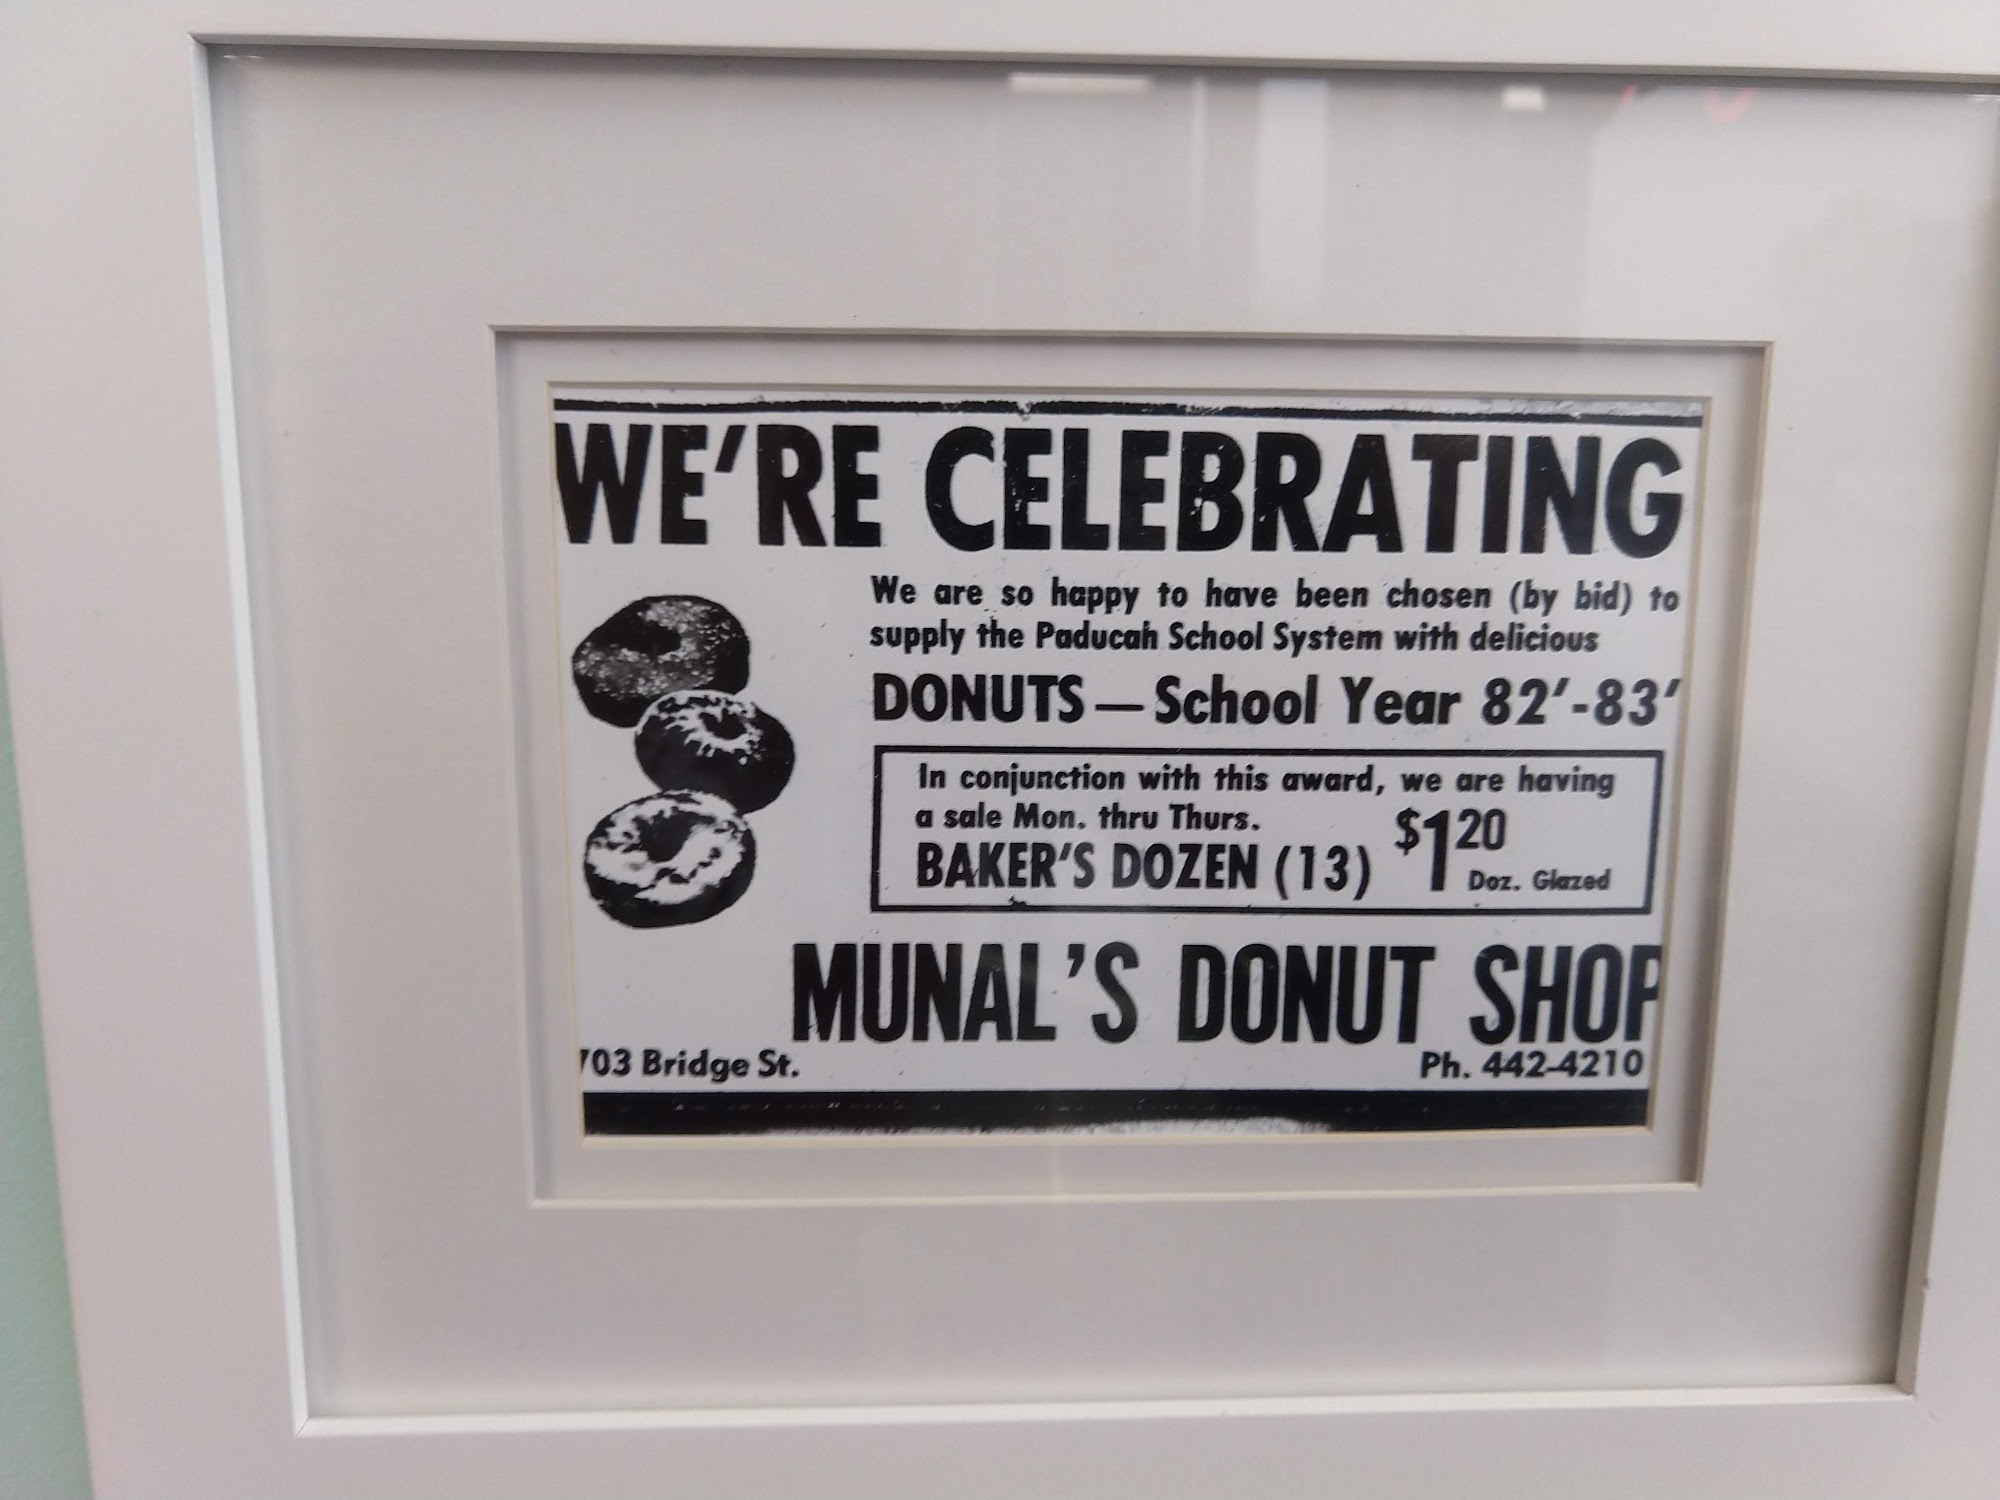 WE'RE CELEBRATING
We are so happy to have been chosen (by bid) to
supply the Paducah School System with delicious
DONUTS — School Year 82'-83'
In conjunction with this award, we are having
a sale Mon. thru Thurs.
BAKER'S DOZEN (13) $1 20
Doz. Glazed
MUNAL'S DONUT SHOP
703 Bridge St. Ph. 442-4210